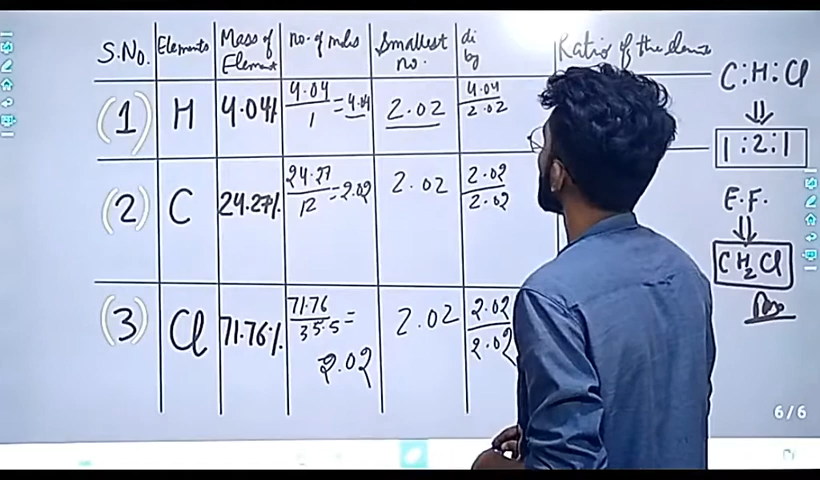 S.No. Elements Mass of Element no. of mols Smallest no. di by Ratio of the eleme
(1) H 4.04% 4.04/1 = 4.04 2.02 4.04/2.02
(2) C 24.27% 24.27/12 = 2.02 2.02 2.02/2.02
(3) Cl 71.76% 71.76/35.5 = 2.02 2.02 2.02/2.02
C:H:Cl
⇓
1:2:1
E.F.
⇓
CH₂Cl
6/6